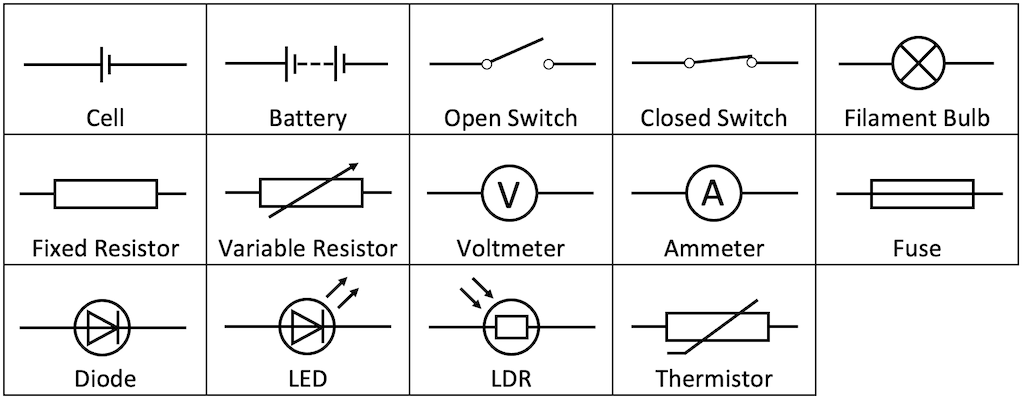 Cell
Battery
Open Switch
Closed Switch
Filament Bulb
Fixed Resistor
Variable Resistor
V
Voltmeter
A
Ammeter
Fuse
Diode
LED
LDR
Thermistor